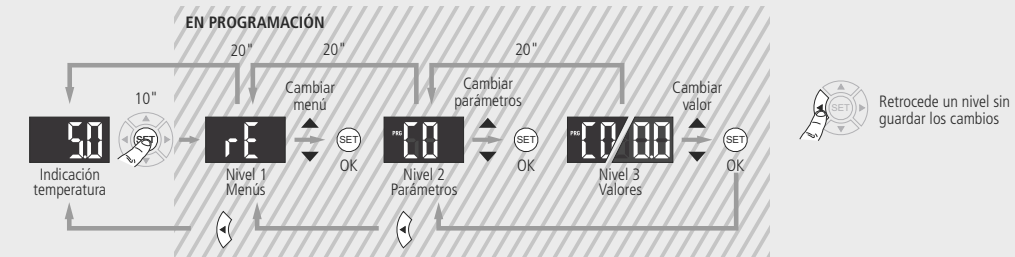 EN PROGRAMACIÓN
20"
20"
20"
10"
Cambiar
menú
Cambiar
parámetros
Cambiar
valor
5.0
SET
rE
SET
PRG
C0
SET
PRG
C0
0.0
SET
SET
Retrocede un nivel sin
guardar los cambios
OK
OK
OK
Indicación
temperatura
Nivel 1
Menús
Nivel 2
Parámetros
Nivel 3
Valores